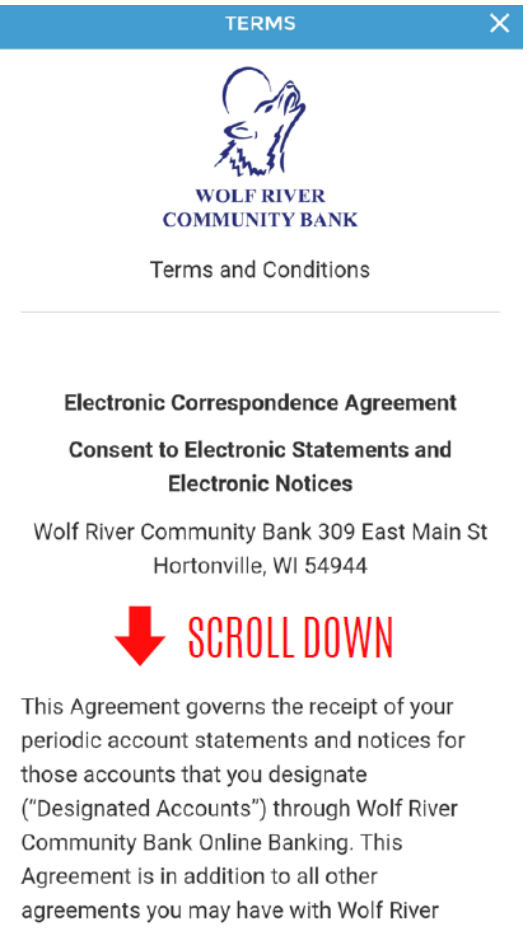 TERMS
WOLF RIVER
COMMUNITY BANK
Terms and Conditions
Electronic Correspondence Agreement
Consent to Electronic Statements and
Electronic Notices
Wolf River Community Bank 309 East Main St
Hortonville, WI 54944
SCROLL DOWN
This Agreement governs the receipt of your
periodic account statements and notices for
those accounts that you designate
(“Designated Accounts”) through Wolf River
Community Bank Online Banking. This
Agreement is in addition to all other
agreements you may have with Wolf River